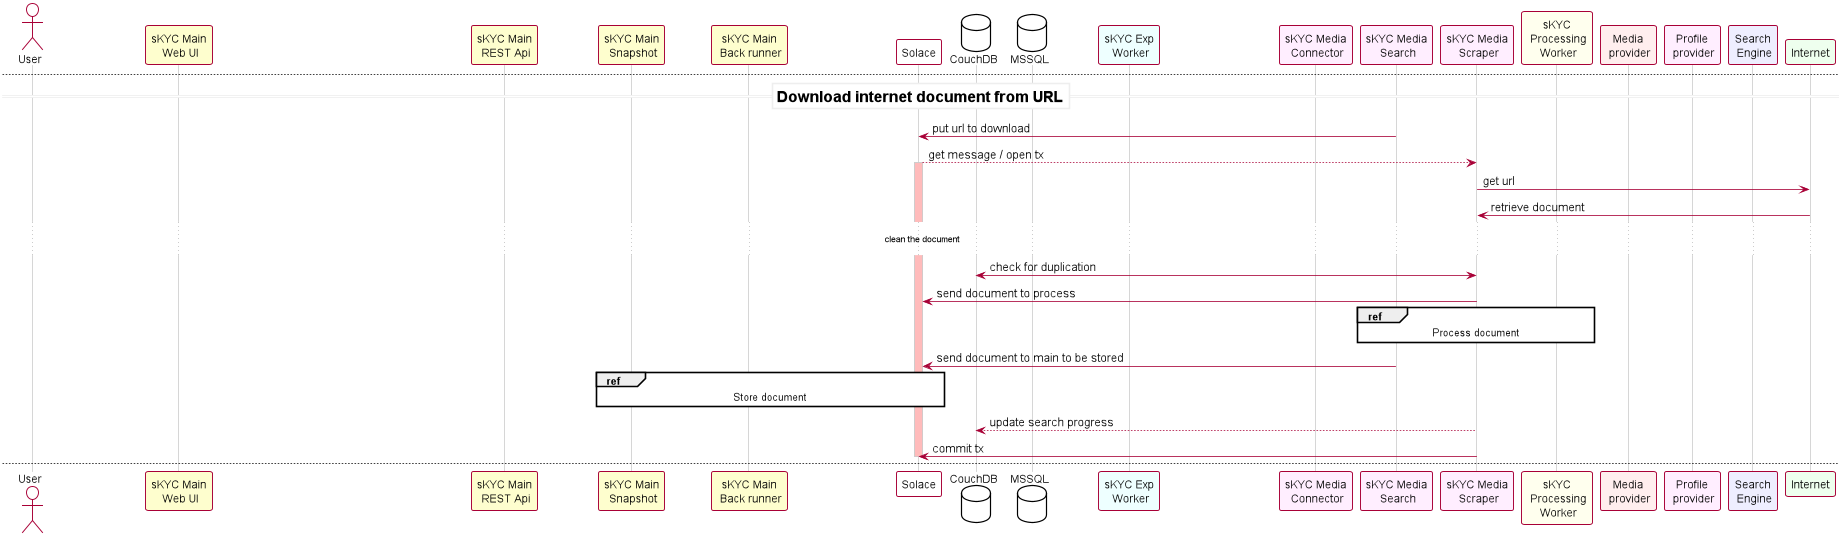 User
sKYC Main
Web UI
sKYC Main
REST Api
sKYC Main
Snapshot
sKYC Main
Back runner
Solace
CouchDB
MSSQL
sKYC Exp
Worker
sKYC Media
Connector
sKYC Media
Search
sKYC Media
Scraper
sKYC
Processing
Worker
Media
provider
Profile
provider
Search
Engine
Internet
Download internet document from URL
put url to download
get message / open tx
get url
retrieve document
clean the document
check for duplication
send document to process
ref
Process document
send document to main to be stored
ref
Store document
update search progress
commit tx
User
sKYC Main
Web UI
sKYC Main
REST Api
sKYC Main
Snapshot
sKYC Main
Back runner
Solace
CouchDB
MSSQL
sKYC Exp
Worker
sKYC Media
Connector
sKYC Media
Search
sKYC Media
Scraper
sKYC
Processing
Worker
Media
provider
Profile
provider
Search
Engine
Internet